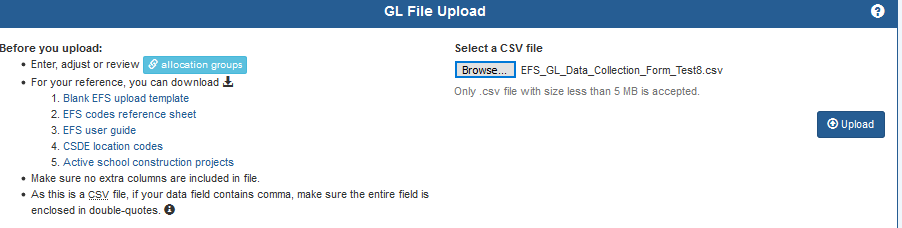 GL File Upload
Before you upload:
Enter, adjust or review allocation groups
For your reference, you can download
1. Blank EFS upload template
2. EFS codes reference sheet
3. EFS user guide
4. CSDE location codes
5. Active school construction projects
Make sure no extra columns are included in file.
As this is a CSV file, if your data field contains comma, make sure the entire field is
enclosed in double-quotes.
Select a CSV file
Browse... EFS_GL_Data_Collection_Form_Test8.csv
Only .csv file with size less than 5 MB is accepted.
Upload